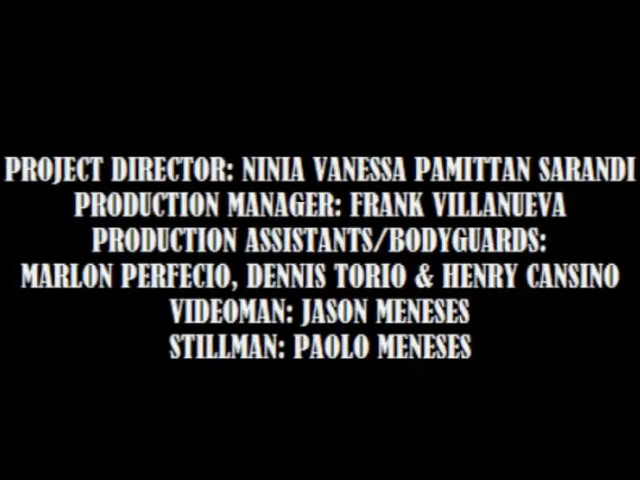 PROJECT DIRECTOR: NINIA VANESSA PAMITTAN SARANDI
PRODUCTION MANAGER: FRANK VILLANUEVA
PRODUCTION ASSISTANTS/BODYGUARDS:
MARLON PERFECIO, DENNIS TORIO & HENRY CANSINO
VIDEOMAN: JASON MENESES
STILLMAN: PAOLO MENESES